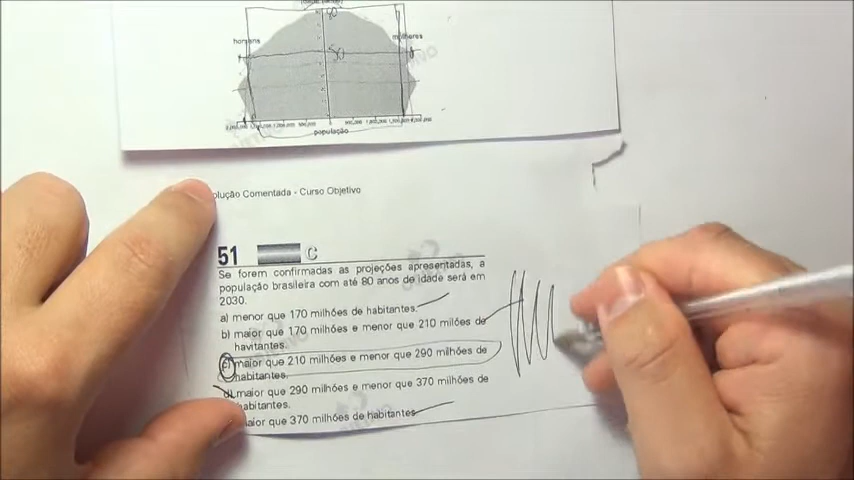 80
homens
mulheres
50
população
olução Comentada - Curso Objetivo
51 C
Se forem confirmadas as projeções apresentadas, a
população brasileira com até 80 anos de idade será em
2030.
a) menor que 170 milhões de habitantes.
b) maior que 170 milhões e menor que 210 milões de
havitantes.
c) maior que 210 milhões e menor que 290 milhões de
habitantes.
d) maior que 290 milhões e menor que 370 milhões de
habitantes.
maior que 370 milhões de habitantes